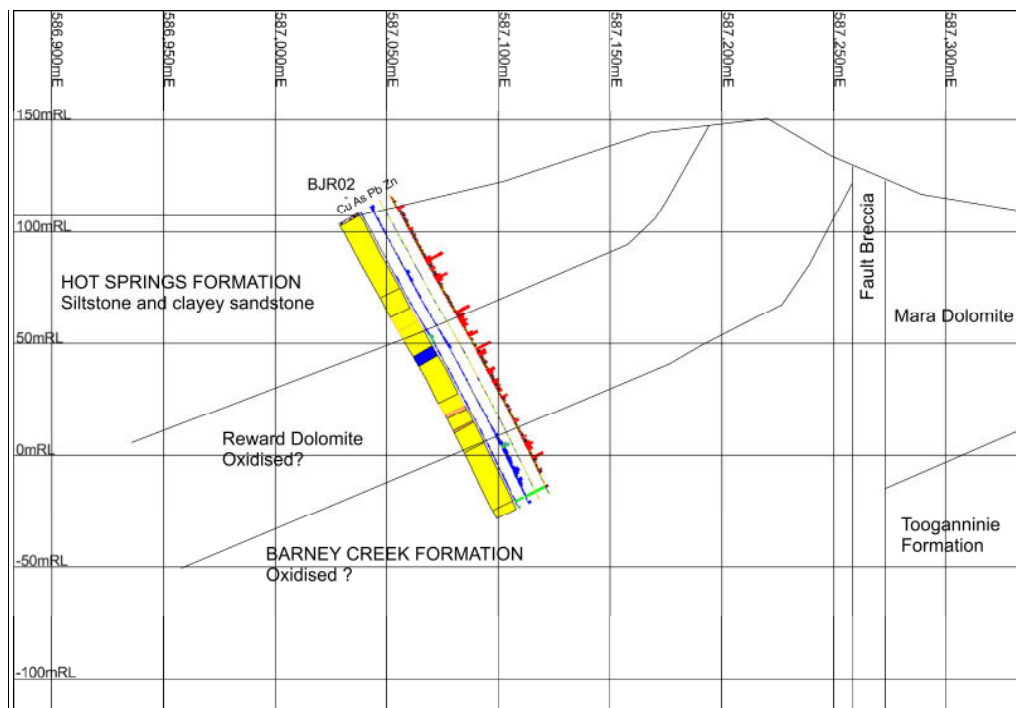 586,900mE
586,950mE
587,000mE
587,050mE
587,100mE
587,150mE
587,200mE
587,250mE
587,300mE
150mRL
BJR02
Cu As Pb Zn
100mRL
Fault Breccia
HOT SPRINGS FORMATION
Siltstone and clayey sandstone
Mara Dolomite
50mRL
Reward Dolomite
Oxidised?
0mRL
Tooganninie
Formation
BARNEY CREEK FORMATION
Oxidised ?
-50mRL
-100mRL